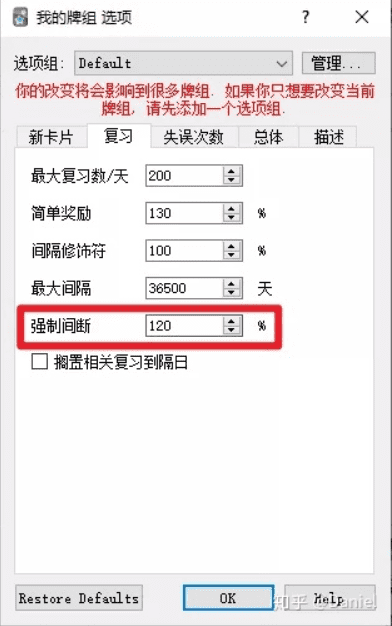 我的牌组 选项
选项组: Default 管理...
你的改变将会影响到很多牌组. 如果你只想要改变当前
牌组, 请先添加一个选项组.
新卡片 复习 失误次数 总体 描述
最大复习数/天 200
简单奖励 130 %
间隔修饰符 100 %
最大间隔 36500 天
强制间断 120 %
搁置相关复习到隔日
Restore Defaults OK Help
知乎 @Daniel